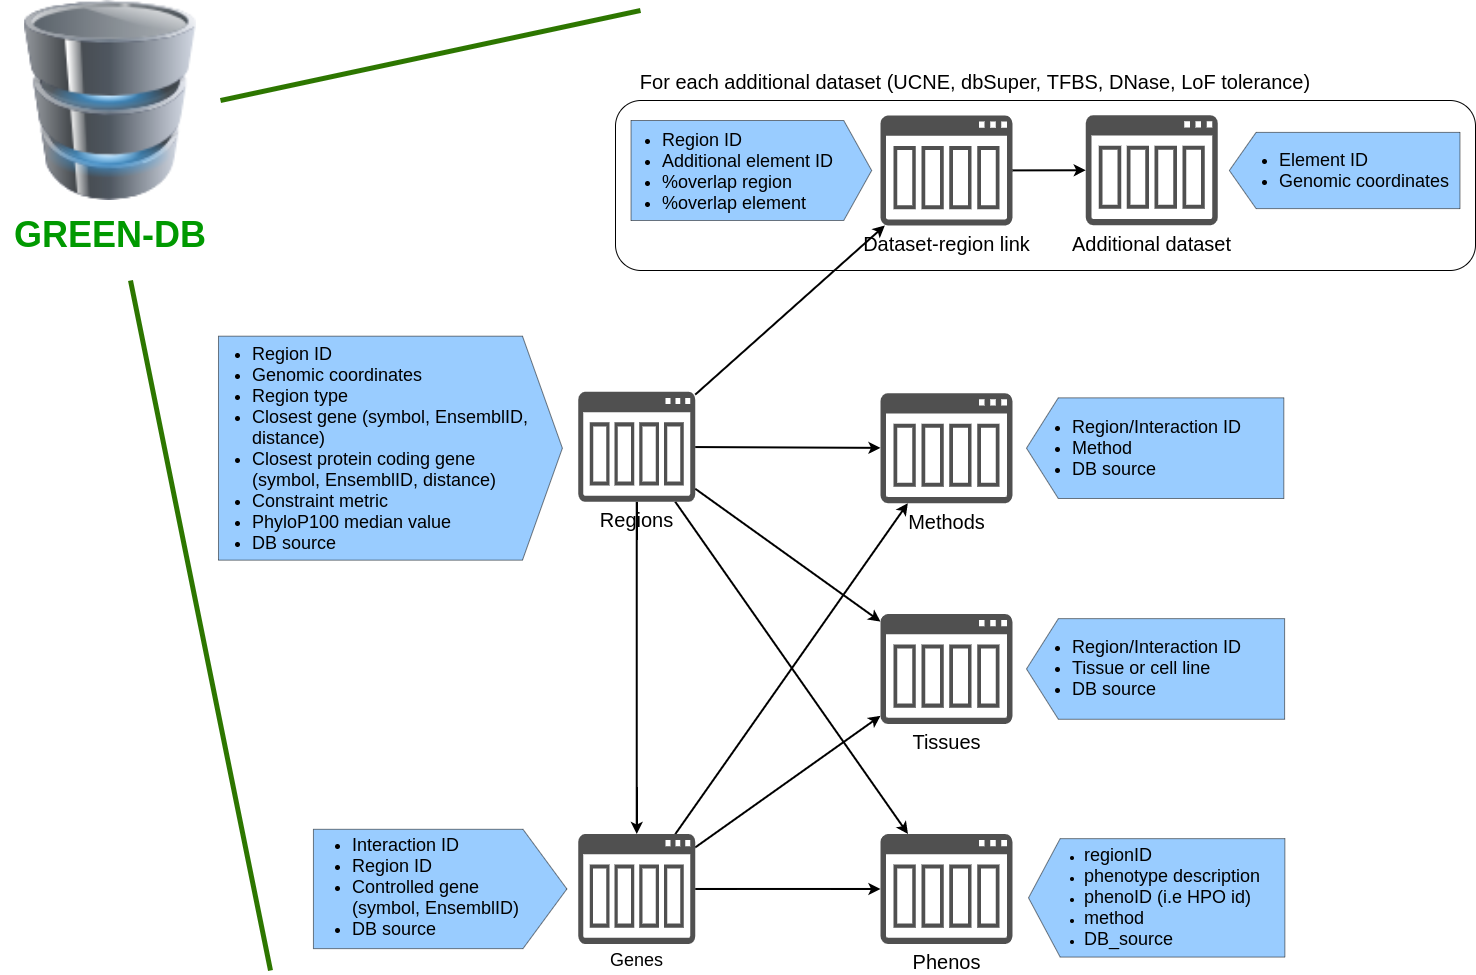 GREEN-DB
For each additional dataset (UCNE, dbSuper, TFBS, DNase, LoF tolerance)
Region ID
Additional element ID
%overlap region
%overlap element
Dataset-region link
Additional dataset
Element ID
Genomic coordinates
Region ID
Genomic coordinates
Region type
Closest gene (symbol, EnsemblID,
distance)
Closest protein coding gene
(symbol, EnsemblID, distance)
Constraint metric
PhyloP100 median value
DB source
Regions
Methods
Region/Interaction ID
Method
DB source
Tissues
Region/Interaction ID
Tissue or cell line
DB source
Interaction ID
Region ID
Controlled gene
(symbol, EnsemblID)
DB source
Genes
Phenos
regionID
phenotype description
phenoID (i.e HPO id)
method
DB_source